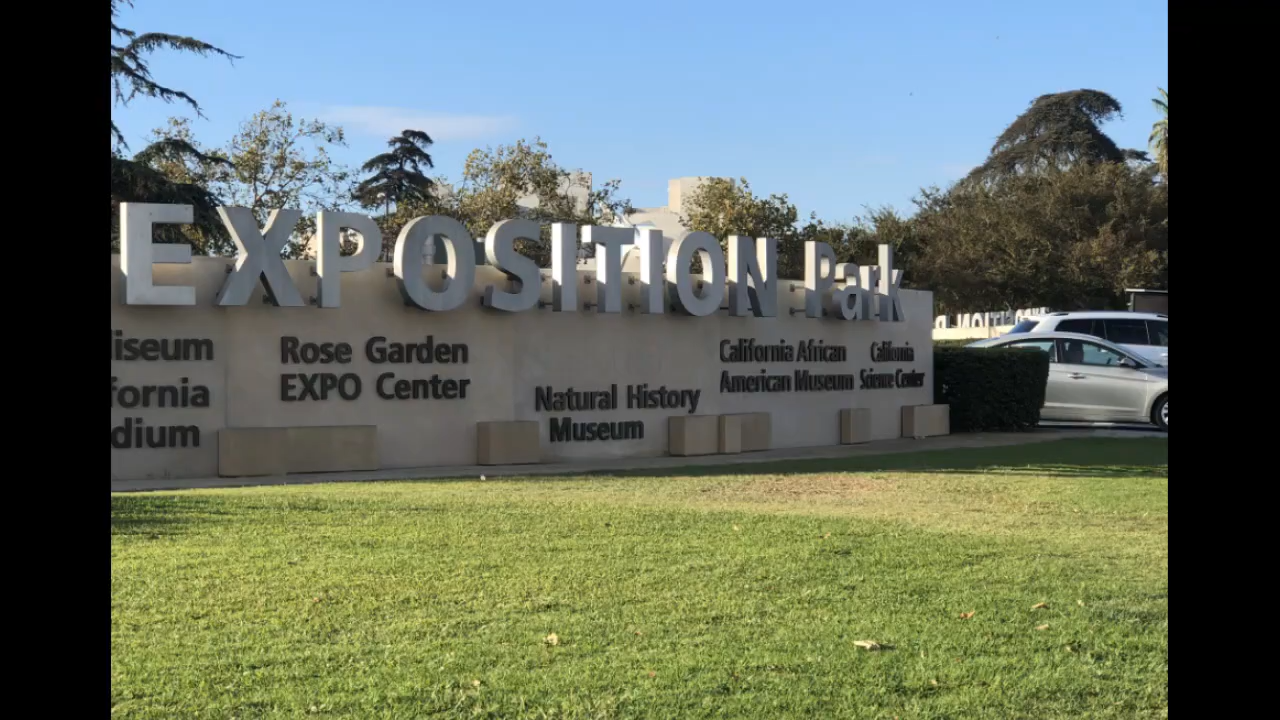 EXPOSITION Park
iseum
fornia
dium
Rose Garden
EXPO Center
Natural History
Museum
California African
American Museum
California
Science Center